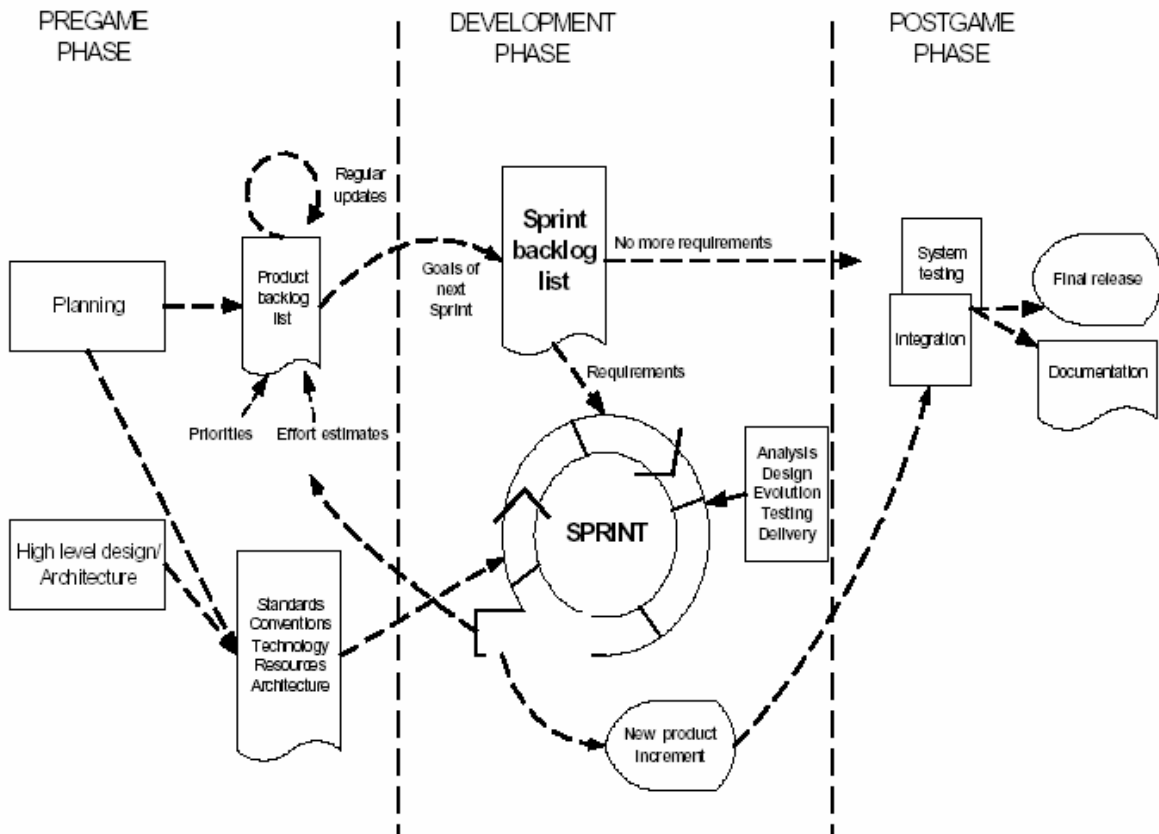 PREGAME
PHASE
DEVELOPMENT
PHASE
POSTGAME
PHASE
Regular
updates
Planning
Product
backlog
list
Goals of
next
Sprint
Sprint
backlog
list
No more requirements
System
testing
Integration
Final release
Documentation
Priorities
Effort estimates
Requirements
High level design/
Architecture
Standards
Conventions
Technology
Resources
Architecture
SPRINT
Analysis
Design
Evolution
Testing
Delivery
New product
increment